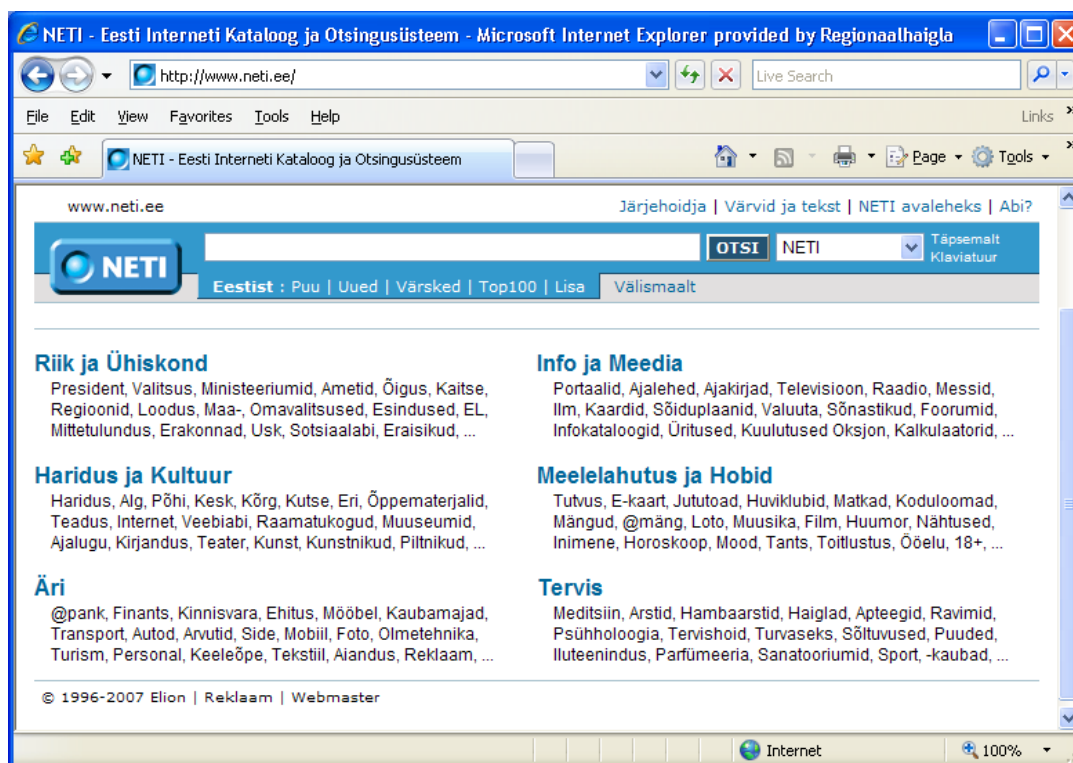 NETI - Eesti Interneti Kataloog ja Otsingusüsteem - Microsoft Internet Explorer provided by Regionaalhaigla
http://www.neti.ee/
Live Search
File Edit View Favorites Tools Help
Links
NETI - Eesti Interneti Kataloog ja Otsingusüsteem
Page
Tools
www.neti.ee
Järjehoidja | Värvid ja tekst | NETI avaleheks | Abi?
NETI
OTSI
NETI
Täpsemalt
Klaviatuur
Eestist : Puu | Uued | Värsked | Top100 | Lisa
Välismaalt
Riik ja Ühiskond
President, Valitsus, Ministeeriumid, Ametid, Õigus, Kaitse,
Regioonid, Loodus, Maa-, Omavalitsused, Esindused, EL,
Mittetulundus, Erakonnad, Usk, Sotsiaalabi, Eraisikud, ...
Info ja Meedia
Portaalid, Ajalehed, Ajakirjad, Televisioon, Raadio, Messid,
Ilm, Kaardid, Sõiduplaanid, Valuuta, Sõnastikud, Foorumid,
Infokataloogid, Üritused, Kuulutused Oksjon, Kalkulaatorid, ...
Haridus ja Kultuur
Haridus, Alg, Põhi, Kesk, Kõrg, Kutse, Eri, Õppematerjalid,
Teadus, Internet, Veebiabi, Raamatukogud, Muuseumid,
Ajalugu, Kirjandus, Teater, Kunst, Kunstnikud, Piltnikud, ...
Meelelahutus ja Hobid
Tutvus, E-kaart, Jututoad, Huviklubid, Matkad, Koduloomad,
Mängud, @mäng, Loto, Muusika, Film, Huumor, Nähtused,
Inimene, Horoskoop, Mood, Tants, Toitlustus, Ööelu, 18+, ...
Äri
@pank, Finants, Kinnisvara, Ehitus, Mööbel, Kaubamajad,
Transport, Autod, Arvutid, Side, Mobiil, Foto, Olmetehnika,
Turism, Personal, Keeleõpe, Tekstiil, Aiandus, Reklaam, ...
Tervis
Meditsiin, Arstid, Hambaarstid, Haiglad, Apteegid, Ravimid,
Psühholoogia, Tervishoid, Turvaseks, Sõltuvused, Puuded,
Iluteenindus, Parfümeeria, Sanatooriumid, Sport, -kaubad, ...
© 1996-2007 Elion | Reklaam | Webmaster
Internet
100%